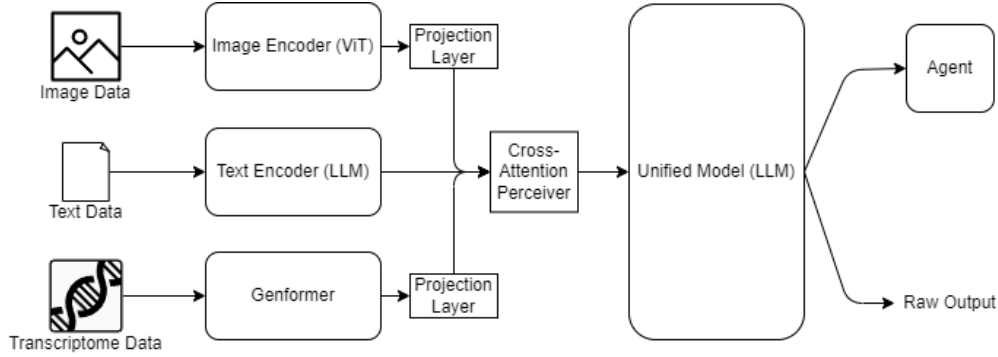 Image Data
Image Encoder (ViT)
Projection
Layer
Text Data
Text Encoder (LLM)
Cross-
Attention
Perceiver
Unified Model (LLM)
Agent
Transcriptome Data
Genformer
Projection
Layer
Raw Output